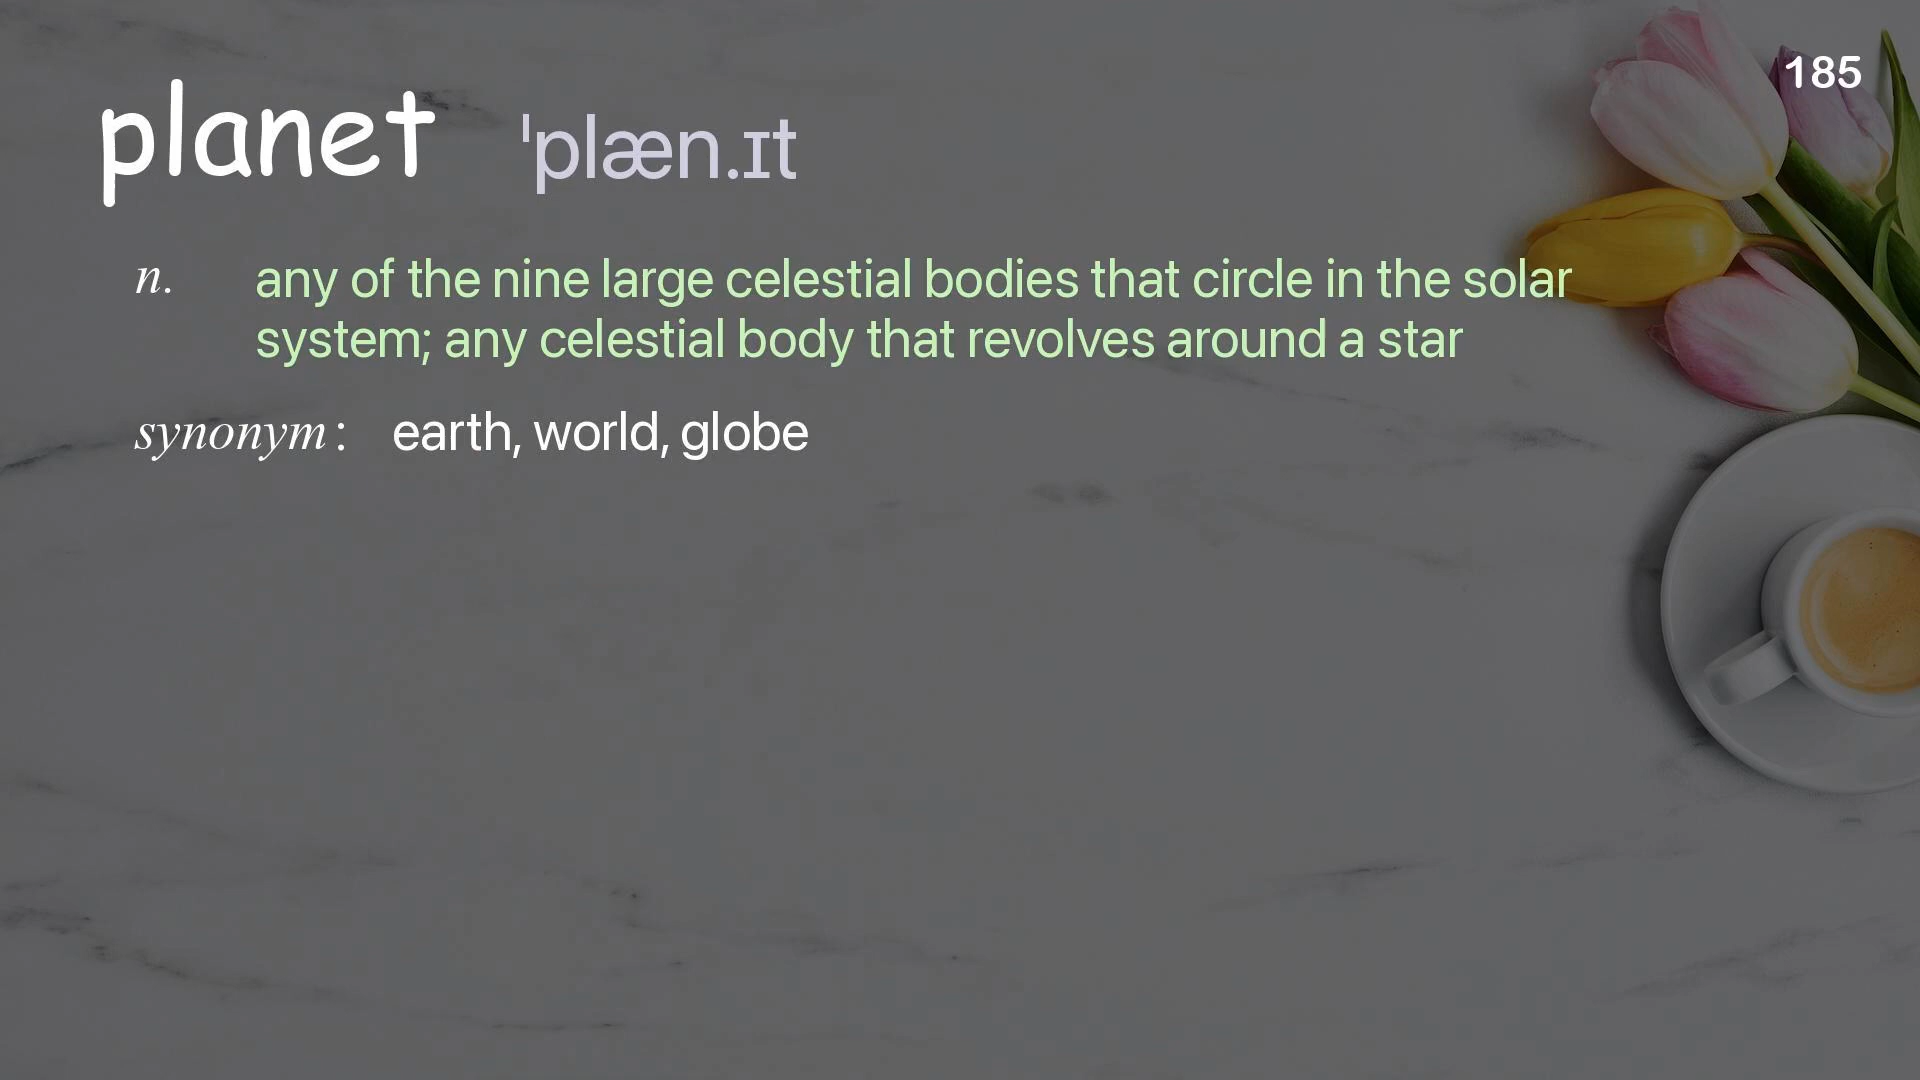 185
planet ˈplæn.ɪt
n. any of the nine large celestial bodies that circle in the solar
system; any celestial body that revolves around a star
synonym: earth, world, globe